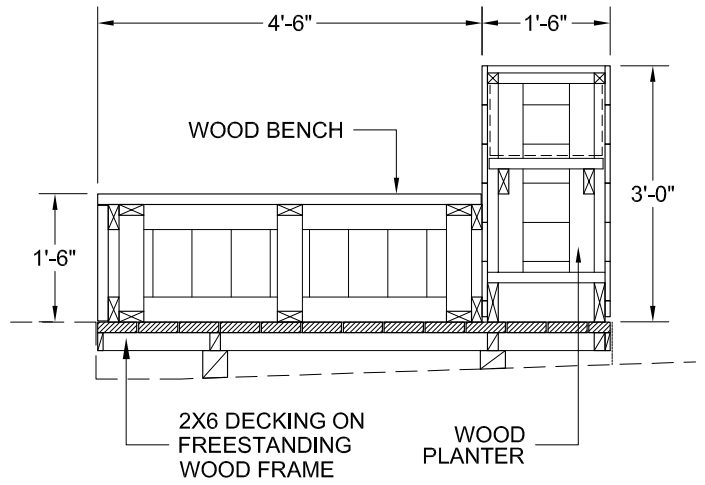 4'-6"
1'-6"
WOOD BENCH
3'-0"
1'-6"
2X6 DECKING ON
FREESTANDING
WOOD FRAME
WOOD
PLANTER